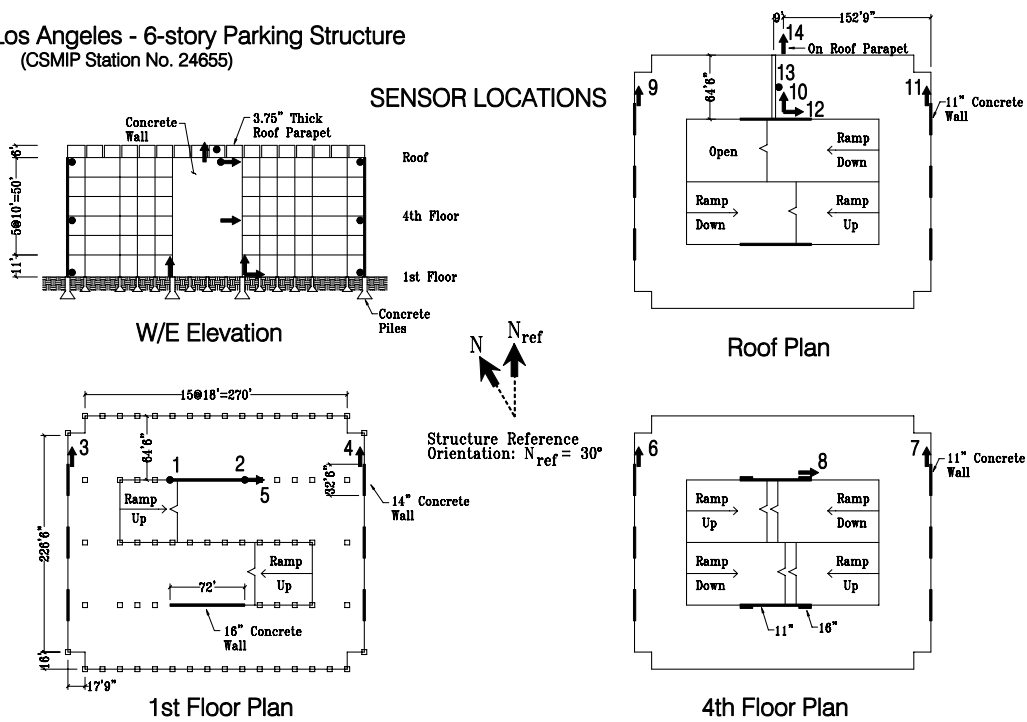 Los Angeles - 6-story Parking Structure
(CSMIP Station No. 24655)
SENSOR LOCATIONS
Concrete
Wall
3.75" Thick
Roof Parapet
Roof
4th Floor
1st Floor
6'
5@10'=50'
11'
Concrete
Piles
W/E Elevation
9'
152'9"
14
On Roof Parapet
64'6"
13
10
12
9
11
11" Concrete
Wall
Open
Ramp
Down
Ramp
Down
Ramp
Up
Roof Plan
N
Nref
Structure Reference
Orientation: Nref = 30°
15@18'=270'
3
64'6"
1
2
5
4
32'6"
Ramp
Up
14" Concrete
Wall
226'6"
Ramp
Up
72'
16" Concrete
Wall
16'
17'9"
1st Floor Plan
6
8
7
11" Concrete
Wall
Ramp
Up
Ramp
Down
Ramp
Down
Ramp
Up
11"
16"
4th Floor Plan